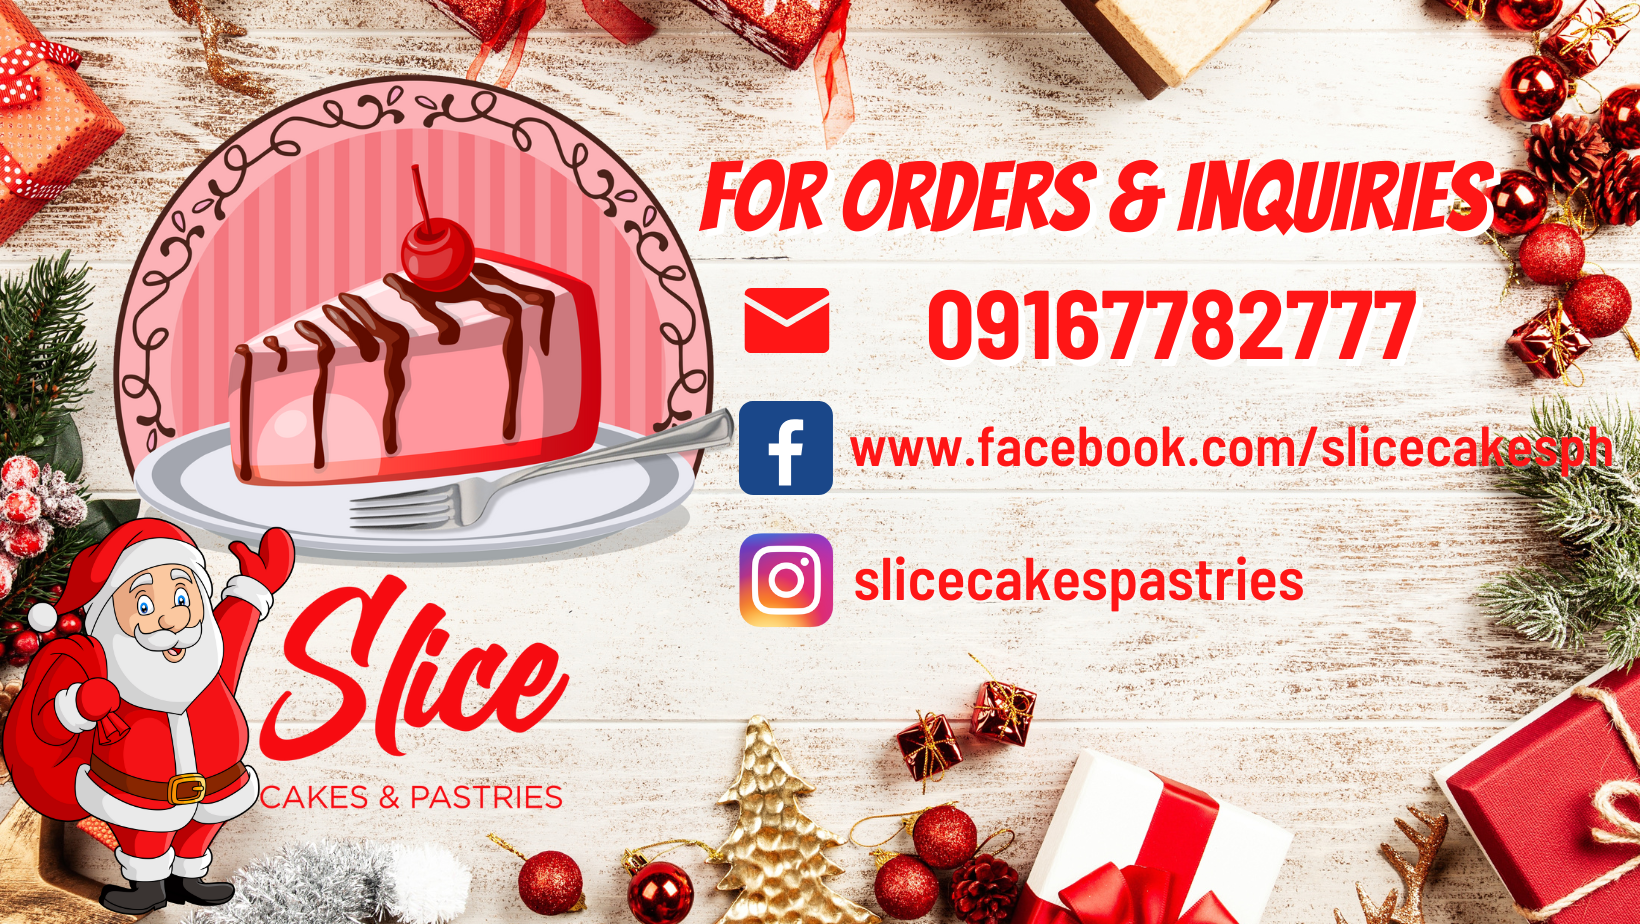 FOR ORDERS & INQUIRIES
09167782777
www.facebook.com/slicecakesph
slicecakespastries
Slice
CAKES & PASTRIES